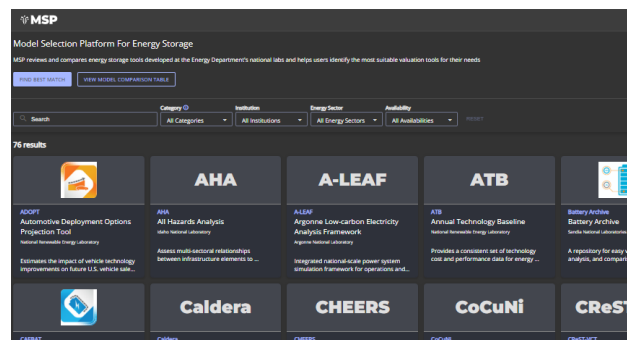 MSP
Model Selection Platform For Energy Storage
MSP reviews and compares energy storage tools developed at the Energy Department's national labs and helps users identify the most suitable valuation tools for their needs
FIND BEST MATCH VIEW MODEL COMPARISON TABLE
Category Institution Energy Sector Availability
Search All Categories All Institutions All Energy Sectors All Availabilities RESET
76 results
AHA A-LEAF ATB
ADOPT AHA A-LEAF ATB Battery Archive
Automotive Deployment Options All Hazards Analysis Argonne Low-carbon Electricity Annual Technology Baseline Battery Archive
Projection Tool Idaho National Laboratory Analysis Framework National Renewable Energy Laboratory Sandia National Laboratories
National Renewable Energy Laboratory Argonne National Laboratory
Assess multi-sectoral relationships Provides a consistent set of technology A repository for easy
Estimates the impact of vehicle technology between infrastructure elements to ... Integrated national-scale power system cost and performance data for energy ... analysis, and
improvements on future U.S. vehicle sale... simulation framework for operations and...
Caldera CHEERS CoCuNi CReST
CAEBAT Caldera CHEERS CoCuNi CReST-VCT